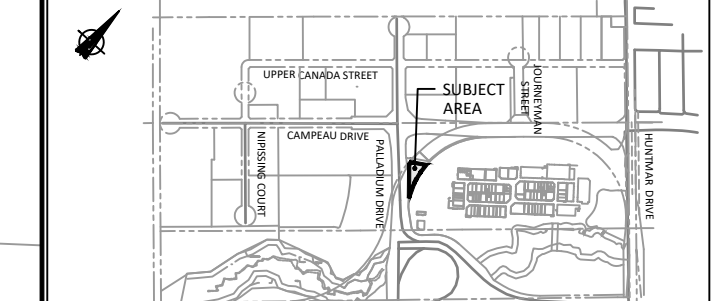 UPPER CANADA STREET
SUBJECT
AREA
JOURNEYMAN
STREET
CAMPEAU DRIVE
NIPISSING COURT
PALLADIUM DRIVE
HUNTMAR DRIVE